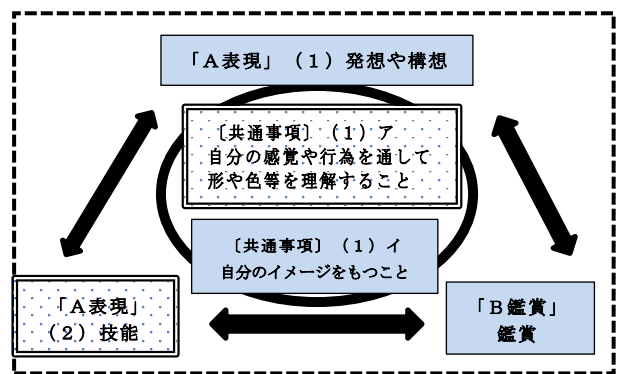 「Ａ表現」（１）発想や構想
〔共通事項〕（１）ア
自分の感覚や行為を通して
形や色等を理解すること
〔共通事項〕（１）イ
自分のイメージをもつこと
「Ａ表現」
（２）技能
「Ｂ鑑賞」
鑑賞